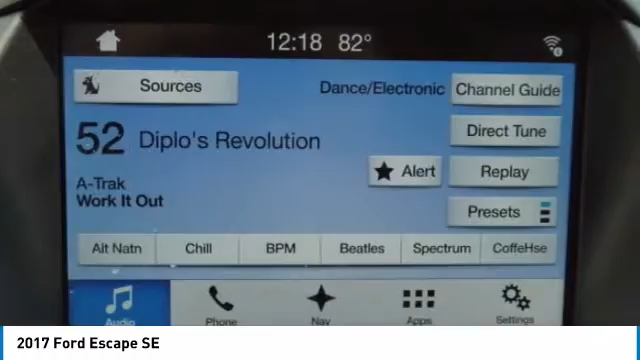 12:18 82°
Sources
Dance/Electronic
Channel Guide
52 Diplo's Revolution
Direct Tune
Alert
Replay
A-Trak
Work It Out
Presets
Alt Natn Chill BPM Beatles Spectrum CoffeHse
Audio Phone Nav Apps Settings
2017 Ford Escape SE